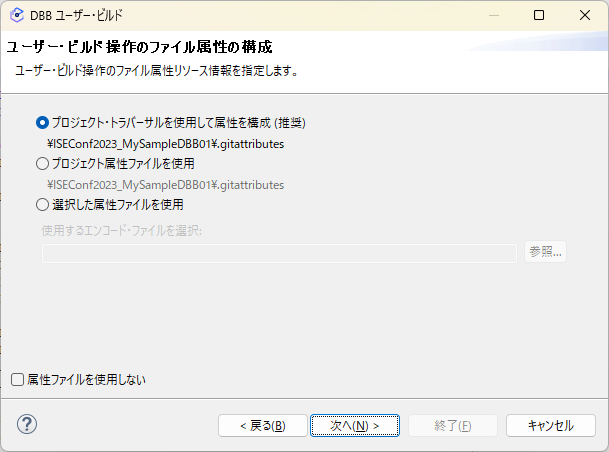 DBB ユーザー・ビルド
ユーザー・ビルド操作のファイル属性の構成
ユーザー・ビルド操作のファイル属性リソース情報を指定します。
プロジェクト・トラバーサルを使用して属性を構成 (推奨)
¥ISEConf2023_MySampleDBB01¥.gitattributes
プロジェクト属性ファイルを使用
¥ISEConf2023_MySampleDBB01¥.gitattributes
選択した属性ファイルを使用
使用するエンコード・ファイルを選択:
参照...
属性ファイルを使用しない
< 戻る(B) 次へ(N) > 終了(F) キャンセル